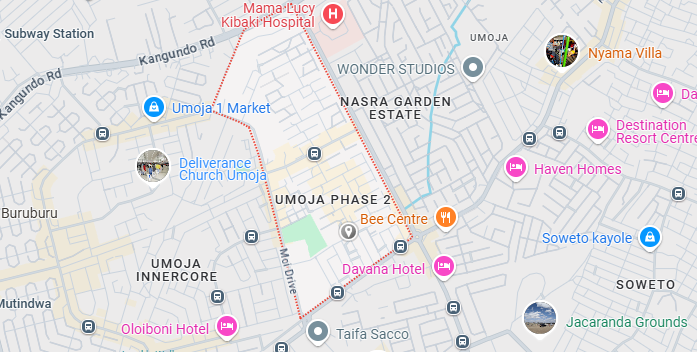 Mama Lucy
Kibaki Hospital
Subway Station
UMOJA
Kangundo Rd
Nyama Villa
WONDER STUDIOS
Kangundo Rd
Da
NASRA GARDEN
ESTATE
Umoja 1 Market
Destination
Resort Centre
Deliverance
Church Umoja
Haven Homes
UMOJA PHASE 2
Buruburu
Bee Centre
Soweto kayole
UMOJA
INNERCORE
Moi Drive
Davana Hotel
SOWETO
Mutindwa
Oloiboni Hotel
Taifa Sacco
Jacaranda Grounds